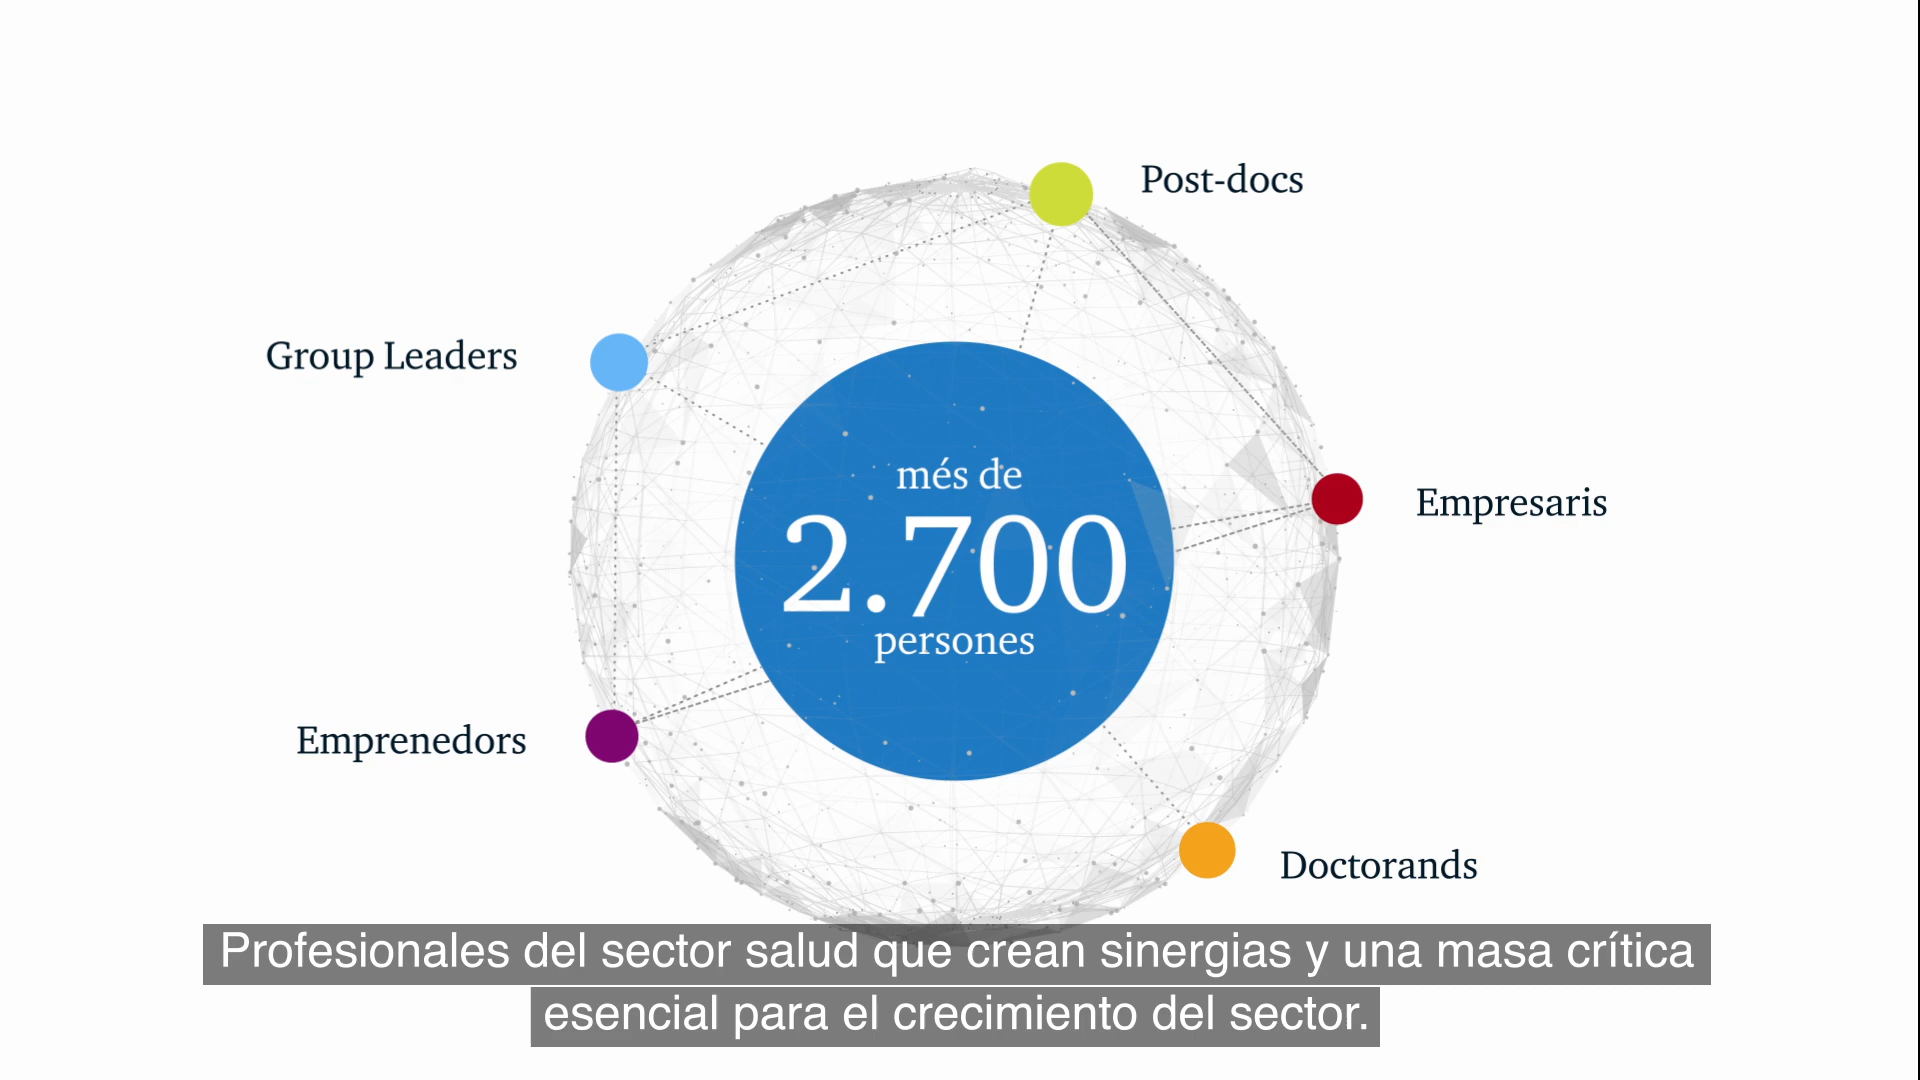 Post-docs
Group Leaders
més de
2.700
persones
Empresaris
Emprenedors
Doctorands
Profesionales del sector salud que crean sinergias y una masa crítica
esencial para el crecimiento del sector.